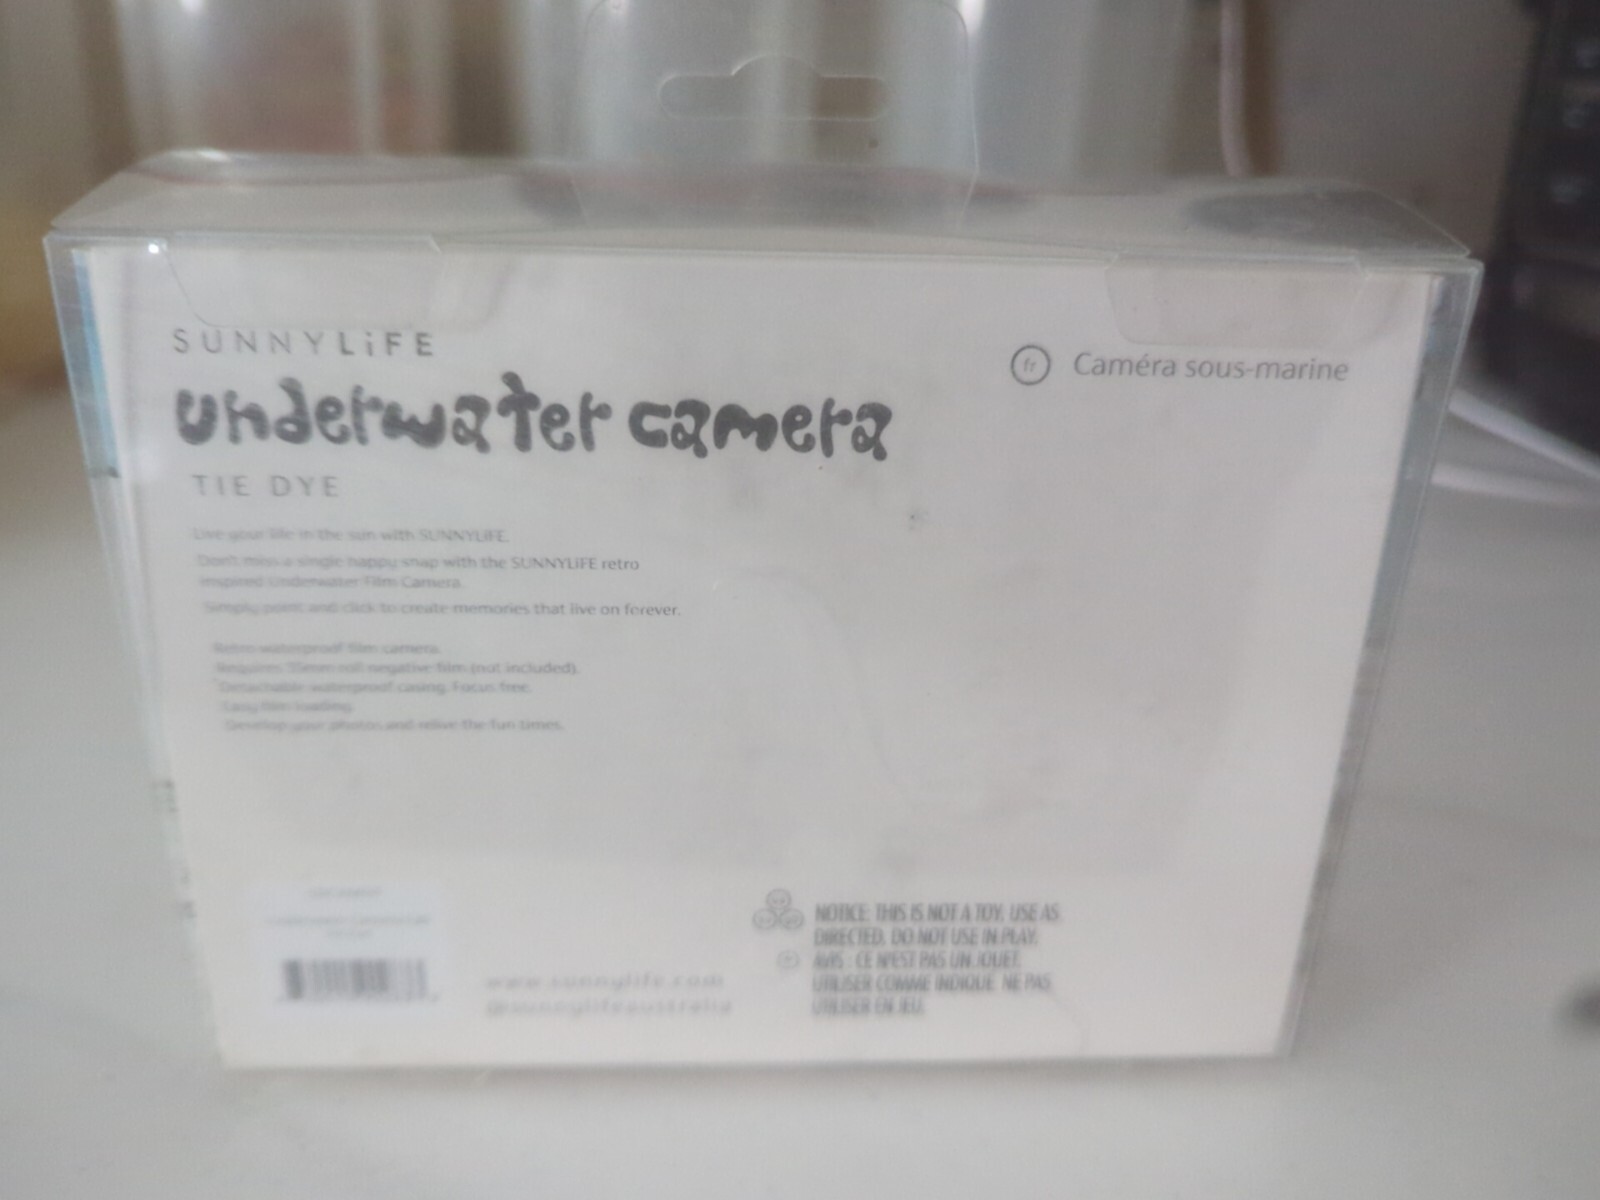 SUNNYLiFE
underwater camera
TIE DYE
fr Caméra sous-marine
Live your life in the sun with SUNNYLiFE.
Don't miss a single happy snap with the SUNNYLiFE retro
inspired Underwater Film Camera.
Simply point and click to create memories that live on forever.
Retro waterproof film camera.
Requires 35mm roll negative film (not included).
Detachable waterproof casing. Focus free.
Easy film loading.
Develop your photos and relive the fun times.
www.sunnylife.com
@sunnylifeaustralia
NOTICE: THIS IS NOT A TOY. USE AS
DIRECTED. DO NOT USE IN PLAY.
AVIS : CE N'EST PAS UN JOUET.
UTILISER COMME INDIQUÉ. NE PAS
UTILISER EN JEU.